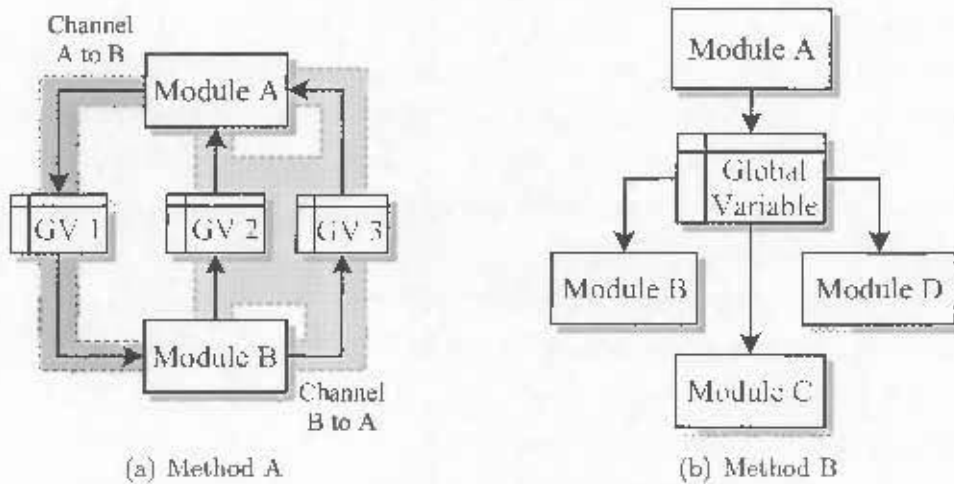 Channel
A to B
Module A
GV 1
GV 2
GV 3
Module B
Channel
B to A
(a) Method A
Module A
Global
Variable
Module B
Module D
Module C
(b) Method B